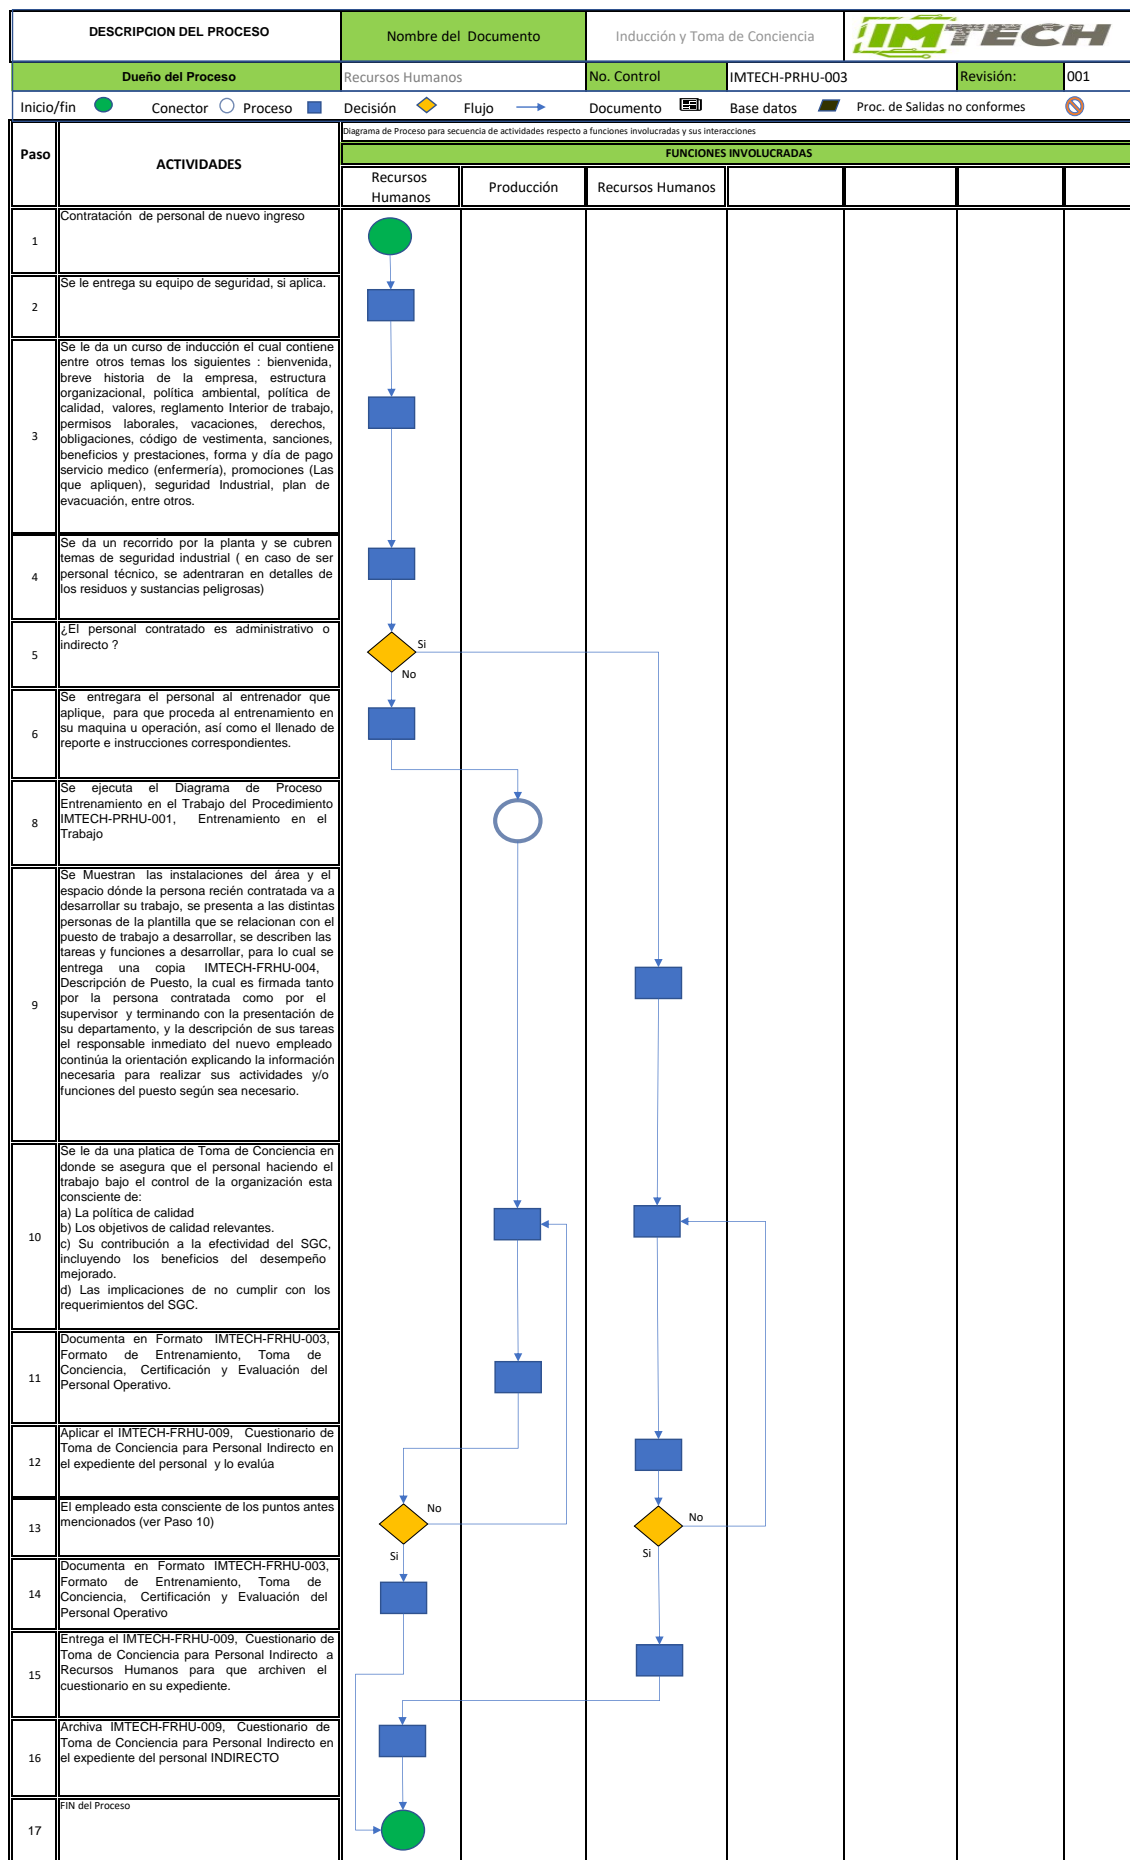 DESCRIPCION DEL PROCESO
Nombre del Documento
Inducción y Toma de Conciencia
IMTECH
Dueño del Proceso
Recursos Humanos
No. Control
IMTECH-PRHU-003
Revisión:
001
Inicio/fin
Conector
Proceso
Decisión
Flujo
Documento
Base datos
Proc. de Salidas no conformes
Paso
ACTIVIDADES
Diagrama de Proceso para secuencia de actividades respecto a funciones involucradas y sus interacciones
FUNCIONES INVOLUCRADAS
Recursos
Humanos
Producción
Recursos Humanos
1
Contratación de personal de nuevo ingreso
2
Se le entrega su equipo de seguridad, si aplica.
3
Se le da un curso de inducción el cual contiene
entre otros temas los siguientes : bienvenida,
breve historia de la empresa, estructura
organizacional, política ambiental, política de
calidad, valores, reglamento Interior de trabajo,
permisos laborales, vacaciones, derechos,
obligaciones, código de vestimenta, sanciones,
beneficios y prestaciones, forma y día de pago
servicio medico (enfermería), promociones (Las
que apliquen), seguridad Industrial, plan de
evacuación, entre otros.
4
Se da un recorrido por la planta y se cubren
temas de seguridad industrial ( en caso de ser
personal técnico, se adentraran en detalles de
los residuos y sustancias peligrosas)
5
¿El personal contratado es administrativo o
indirecto ?
Si
No
6
Se entregara el personal al entrenador que
aplique, para que proceda al entrenamiento en
su maquina u operación, así como el llenado de
reporte e instrucciones correspondientes.
8
Se ejecuta el Diagrama de Proceso
Entrenamiento en el Trabajo del Procedimiento
IMTECH-PRHU-001, Entrenamiento en el
Trabajo
9
Se Muestran las instalaciones del área y el
espacio dónde la persona recién contratada va a
desarrollar su trabajo, se presenta a las distintas
personas de la plantilla que se relacionan con el
puesto de trabajo a desarrollar, se describen las
tareas y funciones a desarrollar, para lo cual se
entrega una copia IMTECH-FRHU-004,
Descripción de Puesto, la cual es firmada tanto
por la persona contratada como por el
supervisor y terminando con la presentación de
su departamento, y la descripción de sus tareas
el responsable inmediato del nuevo empleado
continúa la orientación explicando la información
necesaria para realizar sus actividades y/o
funciones del puesto según sea necesario.
10
Se le da una platica de Toma de Conciencia en
donde se asegura que el personal haciendo el
trabajo bajo el control de la organización esta
consciente de:
a) La política de calidad
b) Los objetivos de calidad relevantes.
c) Su contribución a la efectividad del SGC,
incluyendo los beneficios del desempeño
mejorado.
d) Las implicaciones de no cumplir con los
requerimientos del SGC.
11
Documenta en Formato IMTECH-FRHU-003,
Formato de Entrenamiento, Toma de
Conciencia, Certificación y Evaluación del
Personal Operativo.
12
Aplicar el IMTECH-FRHU-009, Cuestionario de
Toma de Conciencia para Personal Indirecto en
el expediente del personal y lo evalúa
13
El empleado esta consciente de los puntos antes
mencionados (ver Paso 10)
No
Si
No
Si
14
Documenta en Formato IMTECH-FRHU-003,
Formato de Entrenamiento, Toma de
Conciencia, Certificación y Evaluación del
Personal Operativo
15
Entrega el IMTECH-FRHU-009, Cuestionario de
Toma de Conciencia para Personal Indirecto a
Recursos Humanos para que archiven el
cuestionario en su expediente.
16
Archiva IMTECH-FRHU-009, Cuestionario de
Toma de Conciencia para Personal Indirecto en
el expediente del personal INDIRECTO
17
FIN del Proceso